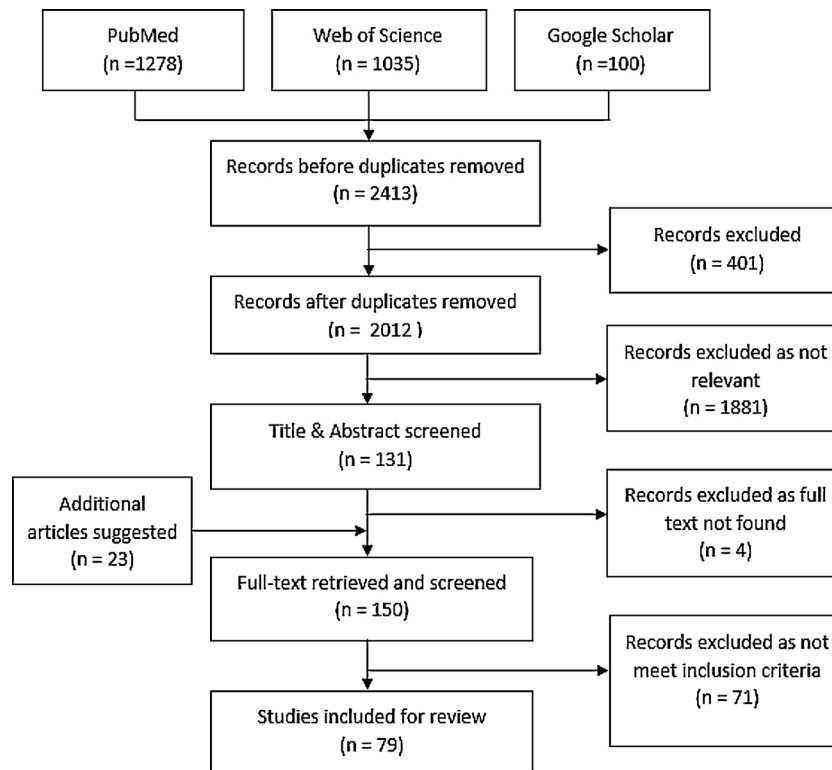 PubMed
(n =1278)
Web of Science
(n = 1035)
Google Scholar
(n =100)
Records before duplicates removed
(n = 2413)
Records excluded
(n = 401)
Records after duplicates removed
(n = 2012 )
Records excluded as not
relevant
(n = 1881)
Title & Abstract screened
(n = 131)
Additional
articles suggested
(n = 23)
Records excluded as full
text not found
(n = 4)
Full-text retrieved and screened
(n = 150)
Records excluded as not
meet inclusion criteria
(n = 71)
Studies included for review
(n = 79)